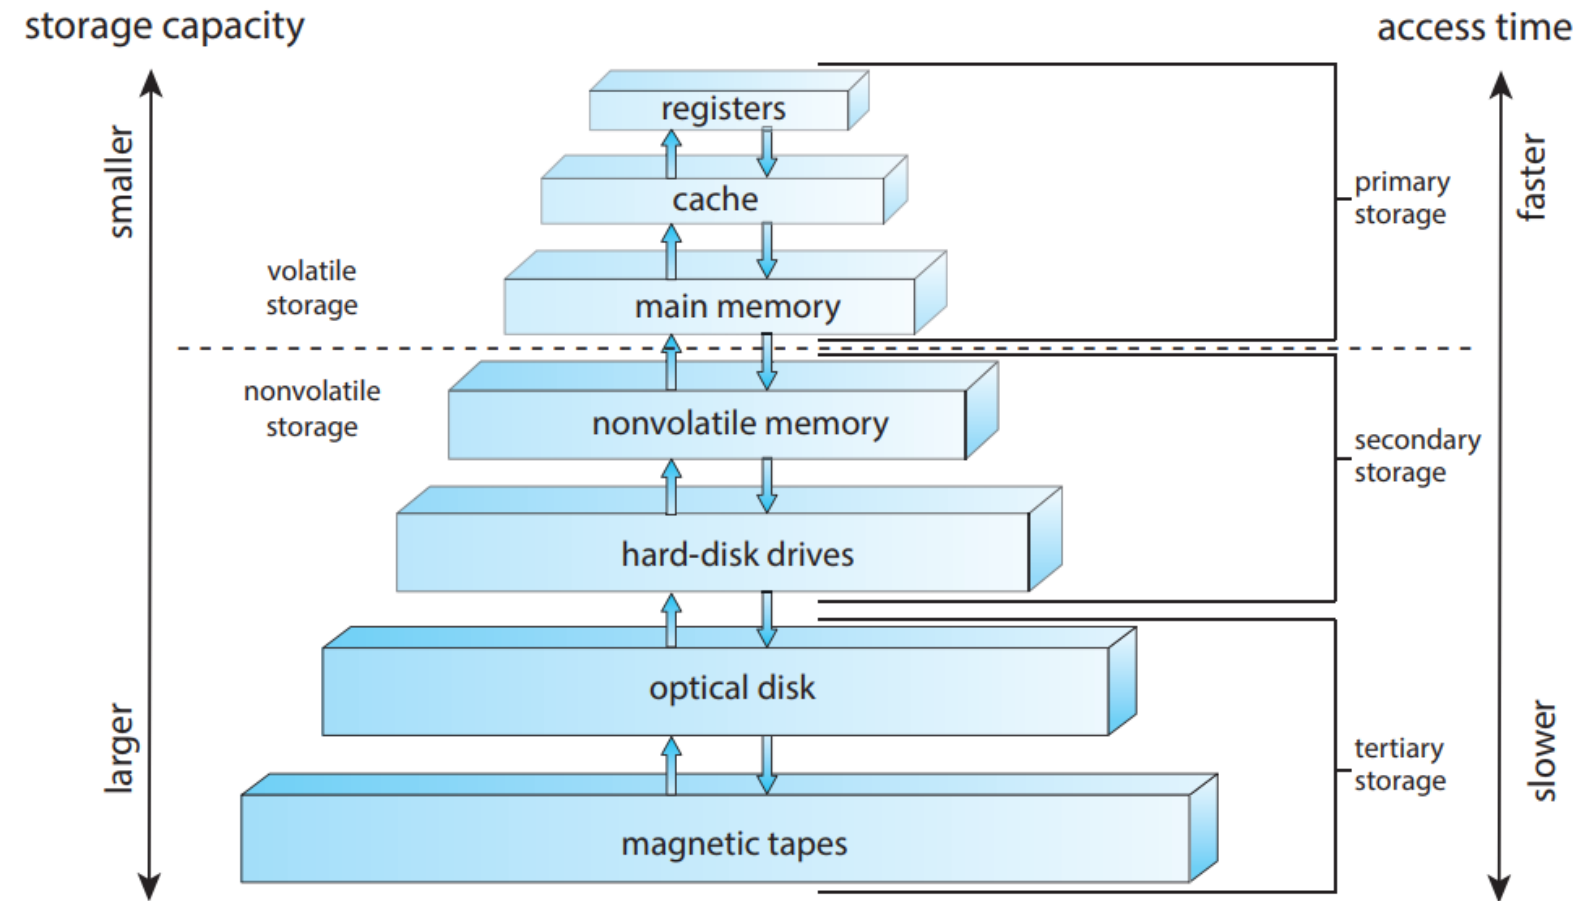 storage capacity
access time
registers
smaller
faster
cache
primary
storage
volatile
storage
main memory
nonvolatile
storage
nonvolatile memory
secondary
storage
hard-disk drives
optical disk
larger
slower
tertiary
storage
magnetic tapes